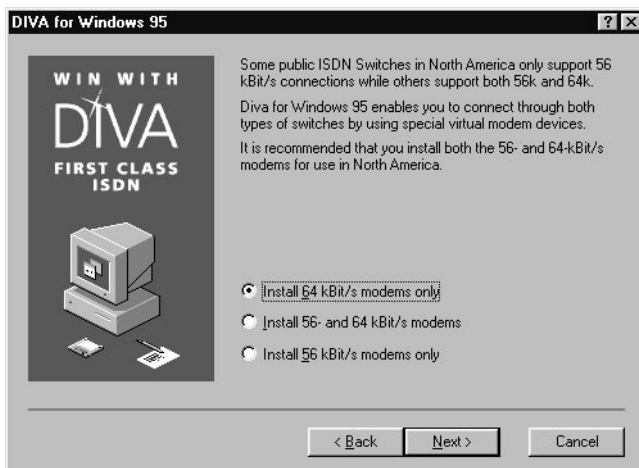 DIVA for Windows 95
? ×
WIN WITH
DIVA
FIRST CLASS
ISDN
Some public ISDN Switches in North America only support 56
kBit/s connections while others support both 56k and 64k.
Diva for Windows 95 enables you to connect through both
types of switches by using special virtual modem devices.
It is recommended that you install both the 56- and 64-kBit/s
modems for use in North America.
Install 64 kBit/s modems only
Install 56- and 64 kBit/s modems
Install 56 kBit/s modems only
< Back
Next >
Cancel